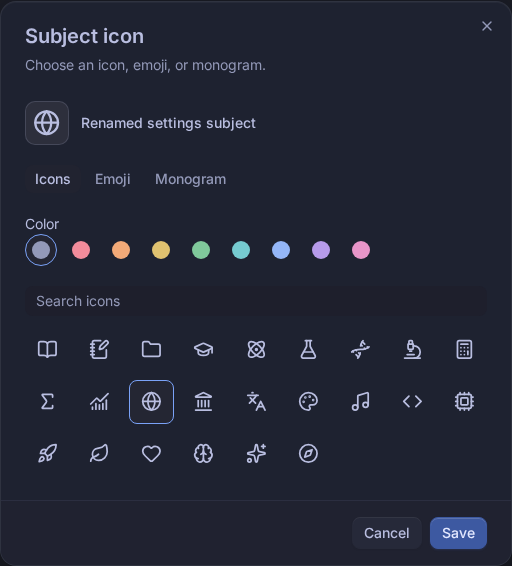 Subject icon
Choose an icon, emoji, or monogram.
Renamed settings subject
Icons Emoji Monogram
Color
Search icons
Cancel Save